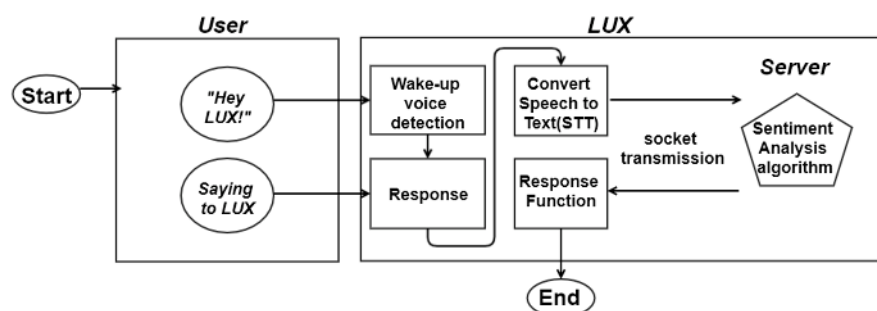 User
LUX
Start
"Hey
LUX!"
Wake-up
voice
detection
Convert
Speech to
Text(STT)
Server
Sentiment
Analysis
algorithm
socket
transmission
Saying
to LUX
Response
Response
Function
End